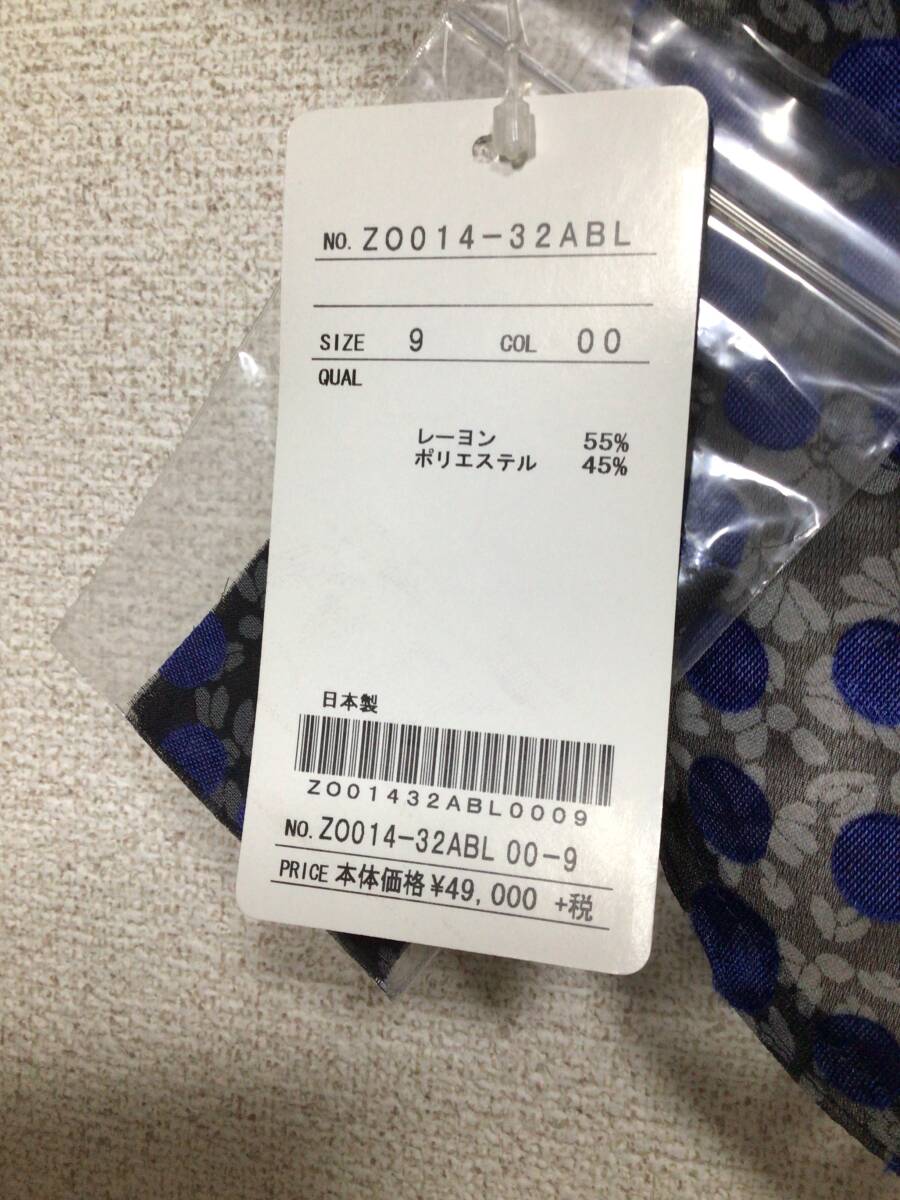 NO. ZO014-32ABL
SIZE 9 COL 00
QUAL
レーヨン 55%
ポリエステル 45%
日本製
ZO01432ABL0009
NO. ZO014-32ABL 00-9
PRICE 本体価格 ¥49,000 +税